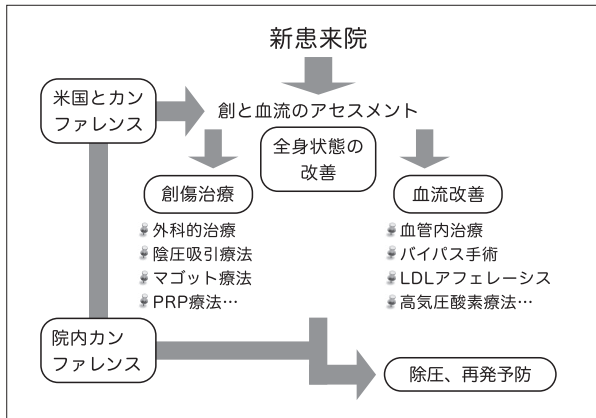 新患来院
米国とカン
ファレンス
創と血流のアセスメント
全身状態の
改善
創傷治療
外科的治療
陰圧吸引療法
マゴット療法
PRP療法…
血流改善
血管内治療
バイパス手術
LDLアフェレーシス
高気圧酸素療法…
院内カン
ファレンス
除圧、再発予防